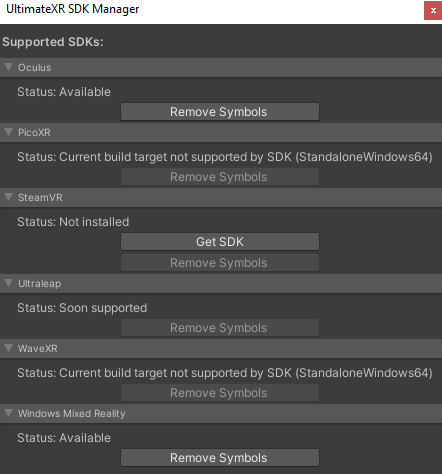 UltimateXR SDK Manager
x
Supported SDKs:
Oculus
Status: Available
Remove Symbols
PicoXR
Status: Current build target not supported by SDK (StandaloneWindows64)
Remove Symbols
SteamVR
Status: Not installed
Get SDK
Remove Symbols
Ultraleap
Status: Soon supported
Remove Symbols
WaveXR
Status: Current build target not supported by SDK (StandaloneWindows64)
Remove Symbols
Windows Mixed Reality
Status: Available
Remove Symbols